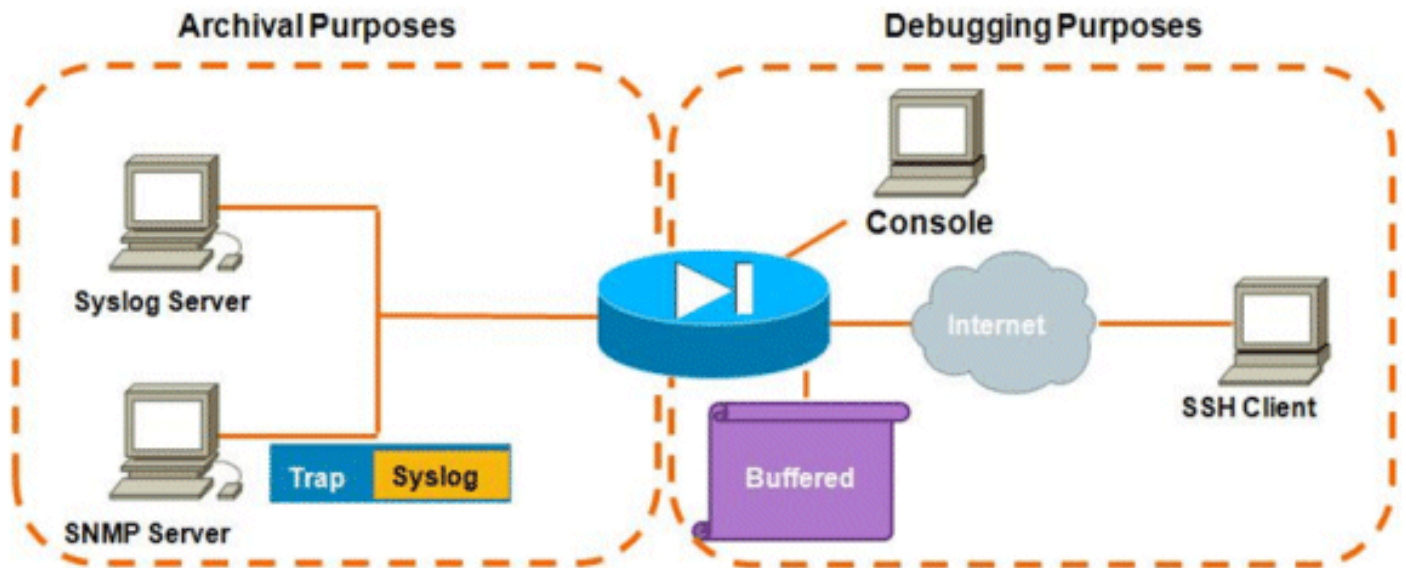 Archival Purposes
Debugging Purposes
Syslog Server
SNMP Server
Trap
Syslog
Console
Internet
SSH Client
Buffered